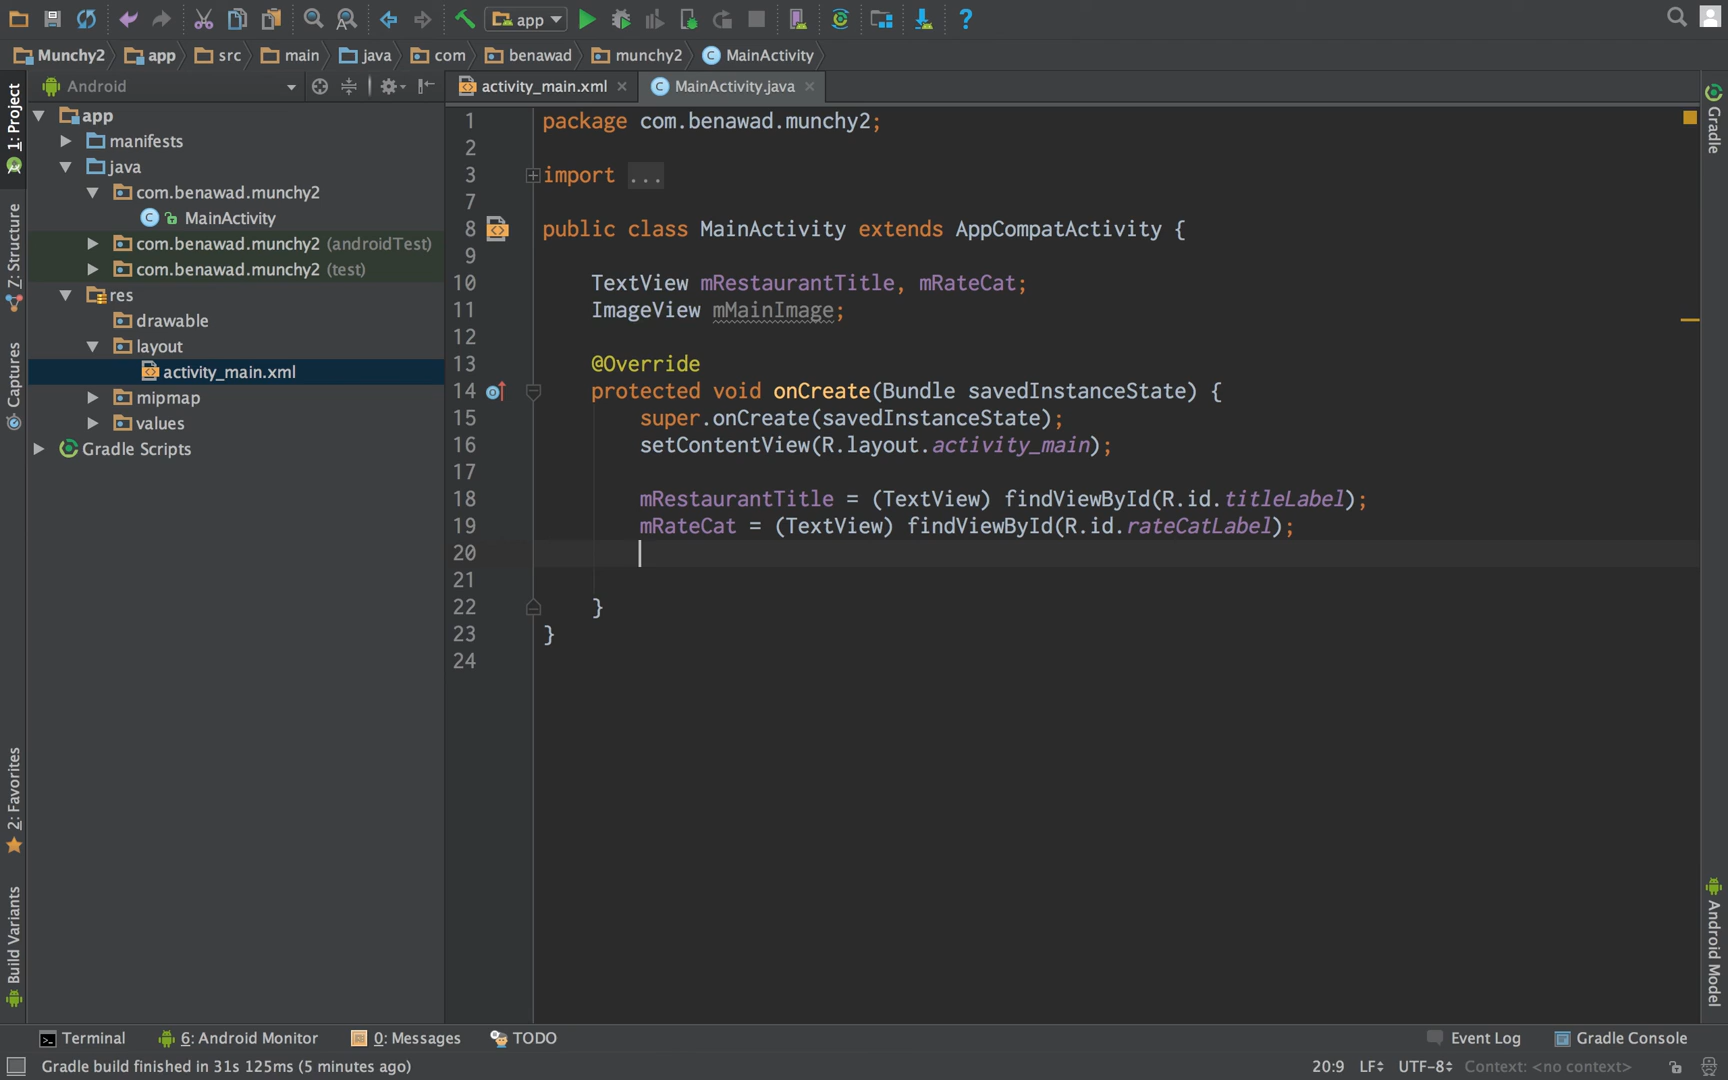 app
Munchy2 app src main java com benawad munchy2 MainActivity
Android
activity_main.xml MainActivity.java
1: Project
7: Structure
Captures
2: Favorites
Build Variants
app
manifests
java
com.benawad.munchy2
MainActivity
com.benawad.munchy2 (androidTest)
com.benawad.munchy2 (test)
res
drawable
layout
activity_main.xml
mipmap
values
Gradle Scripts
1 package com.benawad.munchy2;
2
3 import ...
7
8 public class MainActivity extends AppCompatActivity {
9
10 TextView mRestaurantTitle, mRateCat;
11 ImageView mMainImage;
12
13 @Override
14 protected void onCreate(Bundle savedInstanceState) {
15 super.onCreate(savedInstanceState);
16 setContentView(R.layout.activity_main);
17
18 mRestaurantTitle = (TextView) findViewById(R.id.titleLabel);
19 mRateCat = (TextView) findViewById(R.id.rateCatLabel);
20
21
22 }
23 }
24
Gradle
Android Model
Terminal 6: Android Monitor 0: Messages TODO Event Log Gradle Console
Gradle build finished in 31s 125ms (5 minutes ago) 20:9 LF UTF-8 Context: <no context>